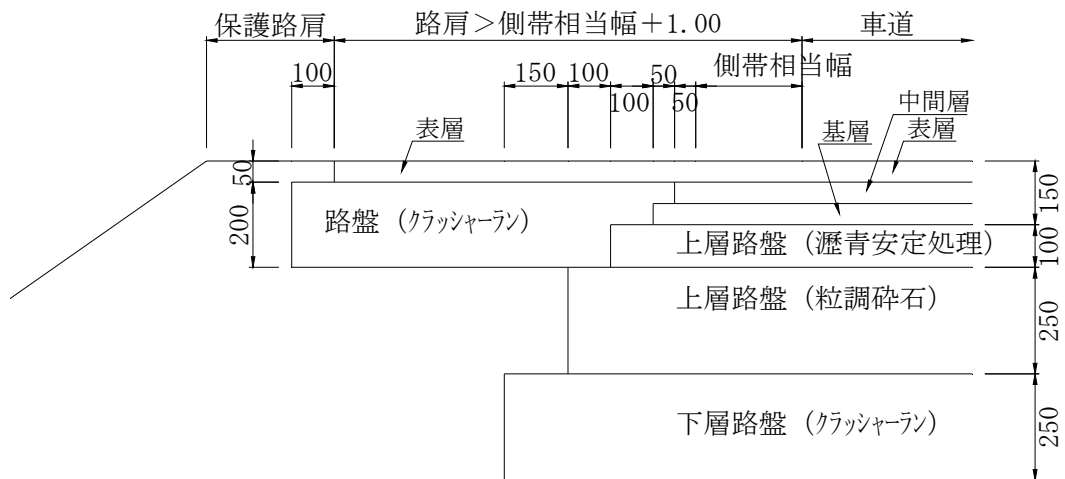 保護路肩
路肩＞側帯相当幅＋1.00
車道
100
150
100
50
側帯相当幅
100
50
中間層
表層
基層
表層
50
150
200
路盤（ｸﾗｯｼｬｰﾗﾝ）
上層路盤（瀝青安定処理）
100
上層路盤（粒調砕石）
250
下層路盤（ｸﾗｯｼｬｰﾗﾝ）
250